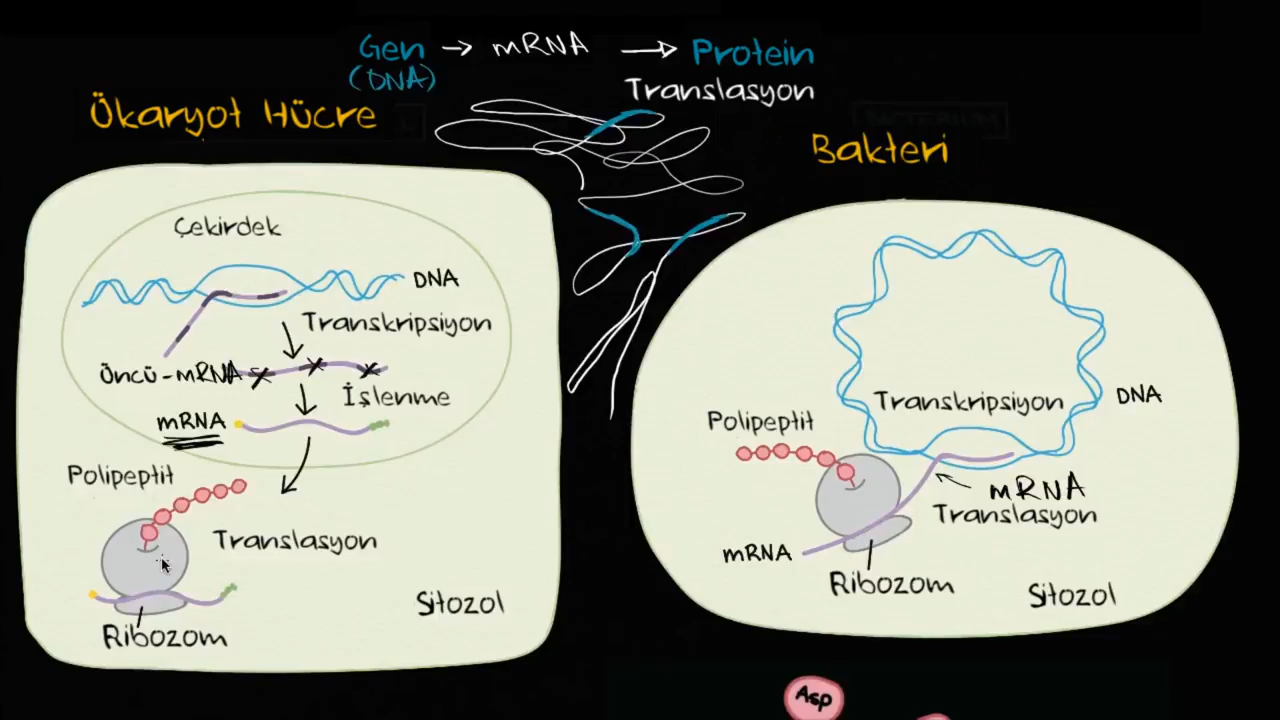 Gen → mRNA → Protein
(DNA)
Translasyon
Ökaryot Hücre
Bakteri
Çekirdek
DNA
Transkripsiyon
Öncü-mRNA
İşlenme
mRNA
Polipeptit
Translasyon
Sitozol
Ribozom
Transkripsiyon
DNA
Polipeptit
mRNA
Translasyon
mRNA
Ribozom
Sitozol
Asp